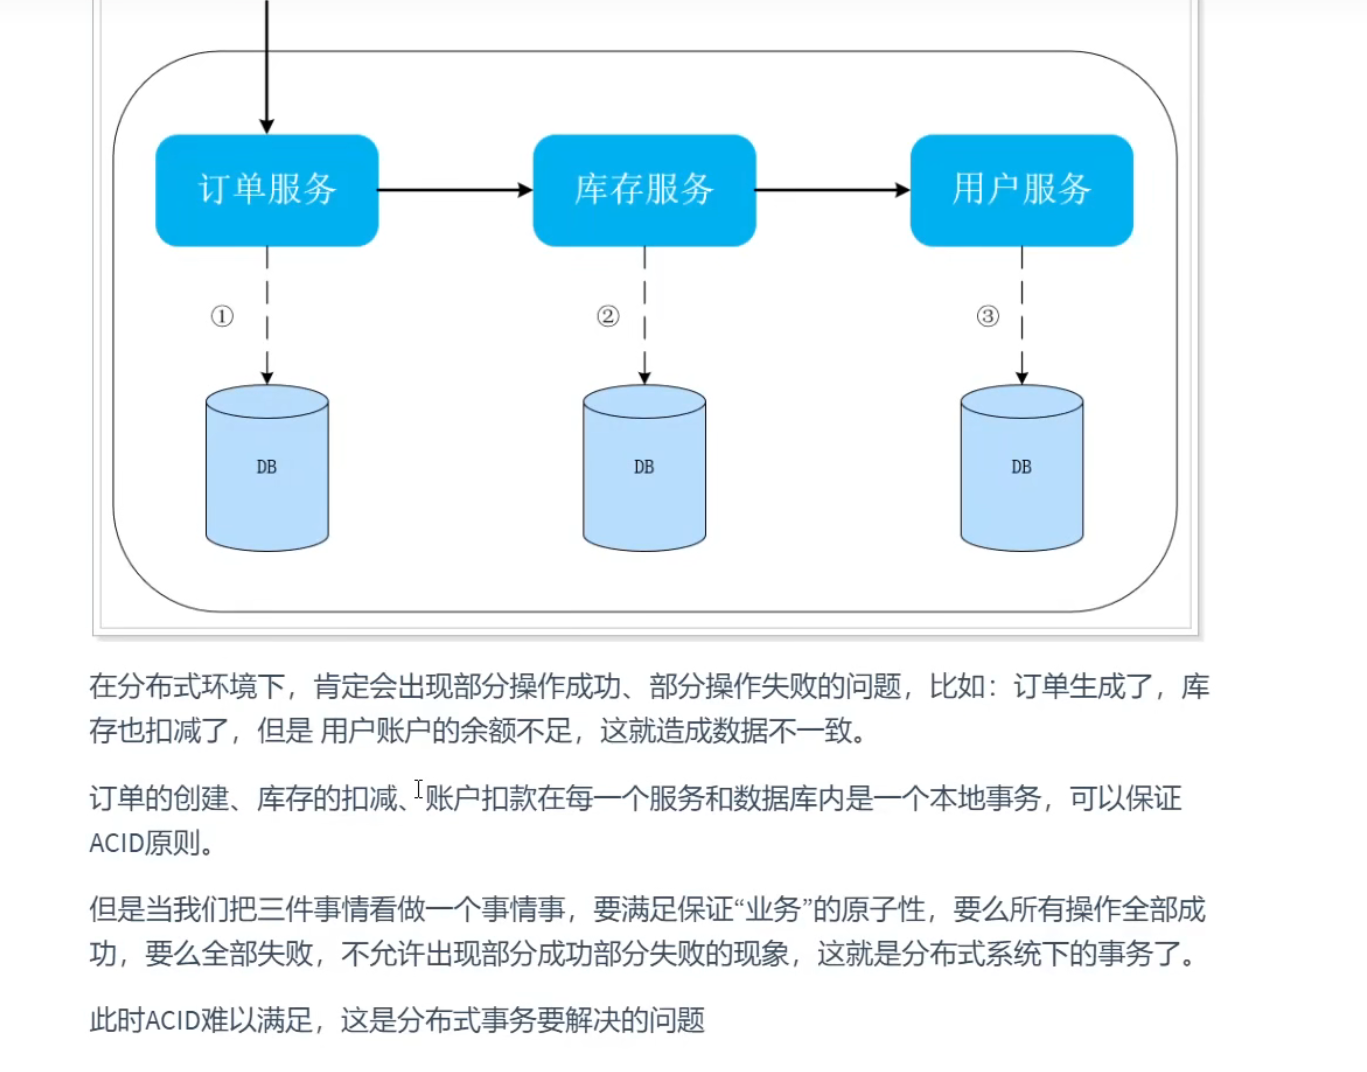 订单服务 库存服务 用户服务
① ② ③
DB DB DB
在分布式环境下，肯定会出现部分操作成功、部分操作失败的问题，比如：订单生成了，库
存也扣减了，但是 用户账户的余额不足，这就造成数据不一致。
订单的创建、库存的扣减、账户扣款在每一个服务和数据库内是一个本地事务，可以保证
ACID原则。
但是当我们把三件事情看做一个事情事，要满足保证“业务”的原子性，要么所有操作全部成
功，要么全部失败，不允许出现部分成功部分失败的现象，这就是分布式系统下的事务了。
此时ACID难以满足，这是分布式事务要解决的问题